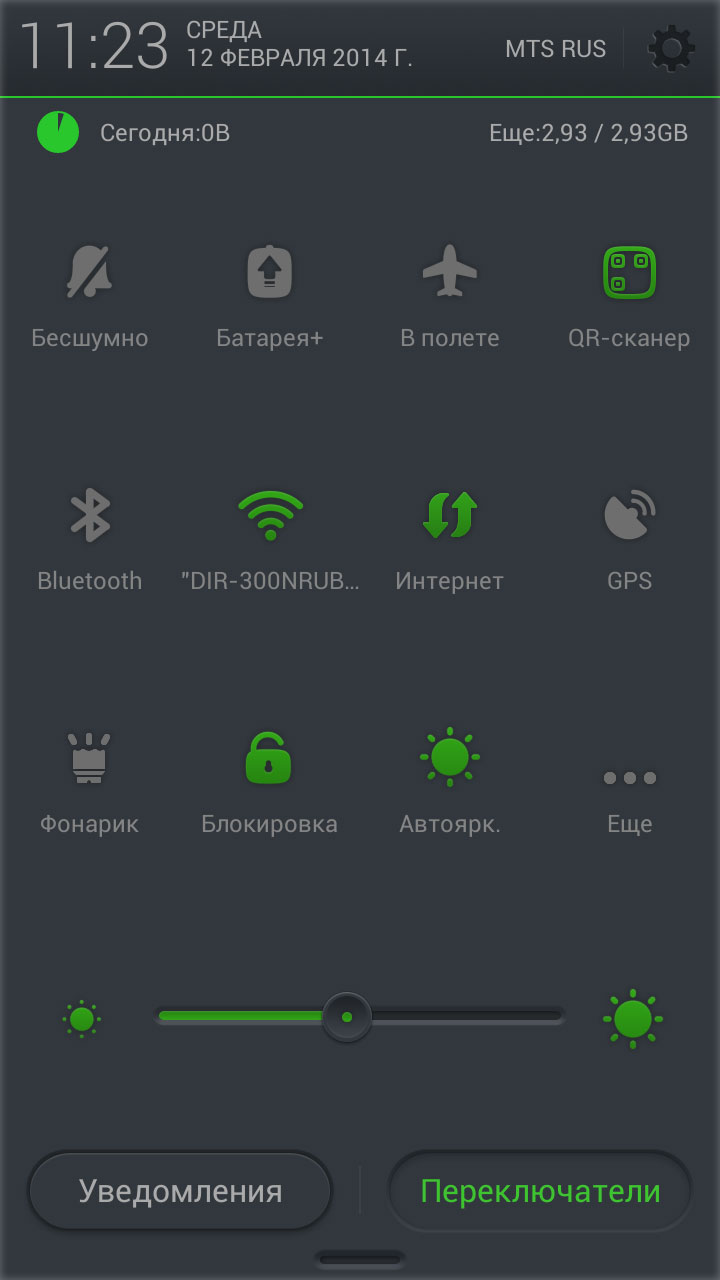 11:23
СРЕДА
12 ФЕВРАЛЯ 2014 Г.
MTS RUS
Сегодня:0В
Еще:2,93 / 2,93GB
Бесшумно
Батарея+
В полете
QR-сканер
Bluetooth
"DIR-300NRUB...
Интернет
GPS
Фонарик
Блокировка
Автоярк.
Еще
Уведомления
Переключатели